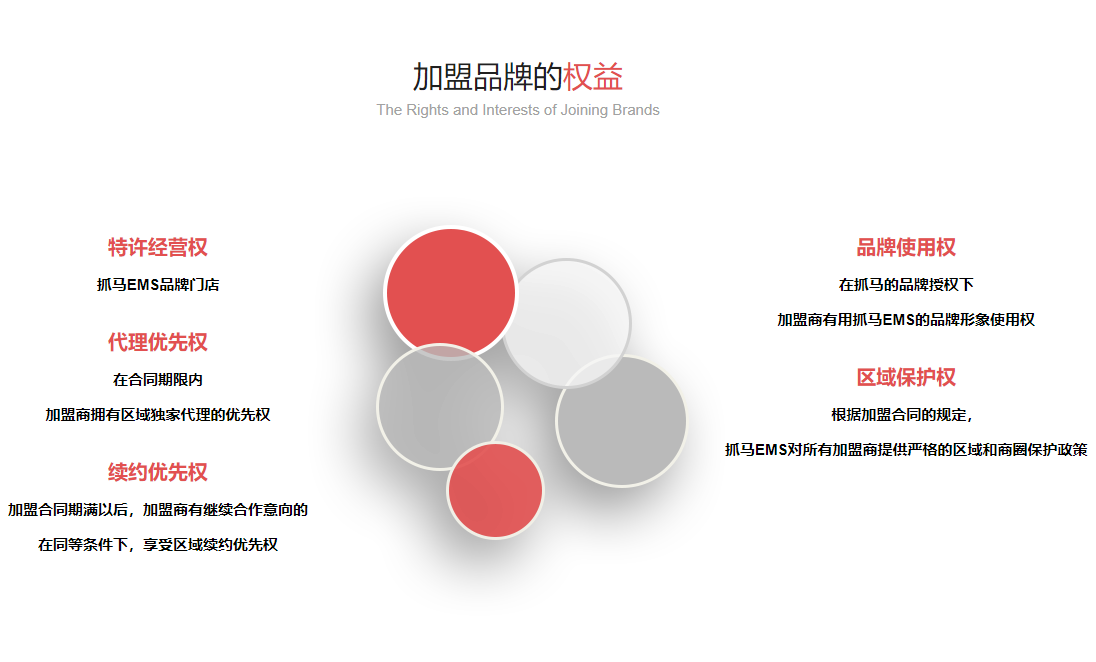 加盟品牌的权益
The Rights and Interests of Joining Brands
特许经营权
抓马EMS品牌门店
代理优先权
在合同期限内
加盟商拥有区域独家代理的优先权
续约优先权
加盟合同期满以后，加盟商有继续合作意向的
在同等条件下，享受区域续约优先权
品牌使用权
在抓马的品牌授权下
加盟商有用抓马EMS的品牌形象使用权
区域保护权
根据加盟合同的规定，
抓马EMS对所有加盟商提供严格的区域和商圈保护政策